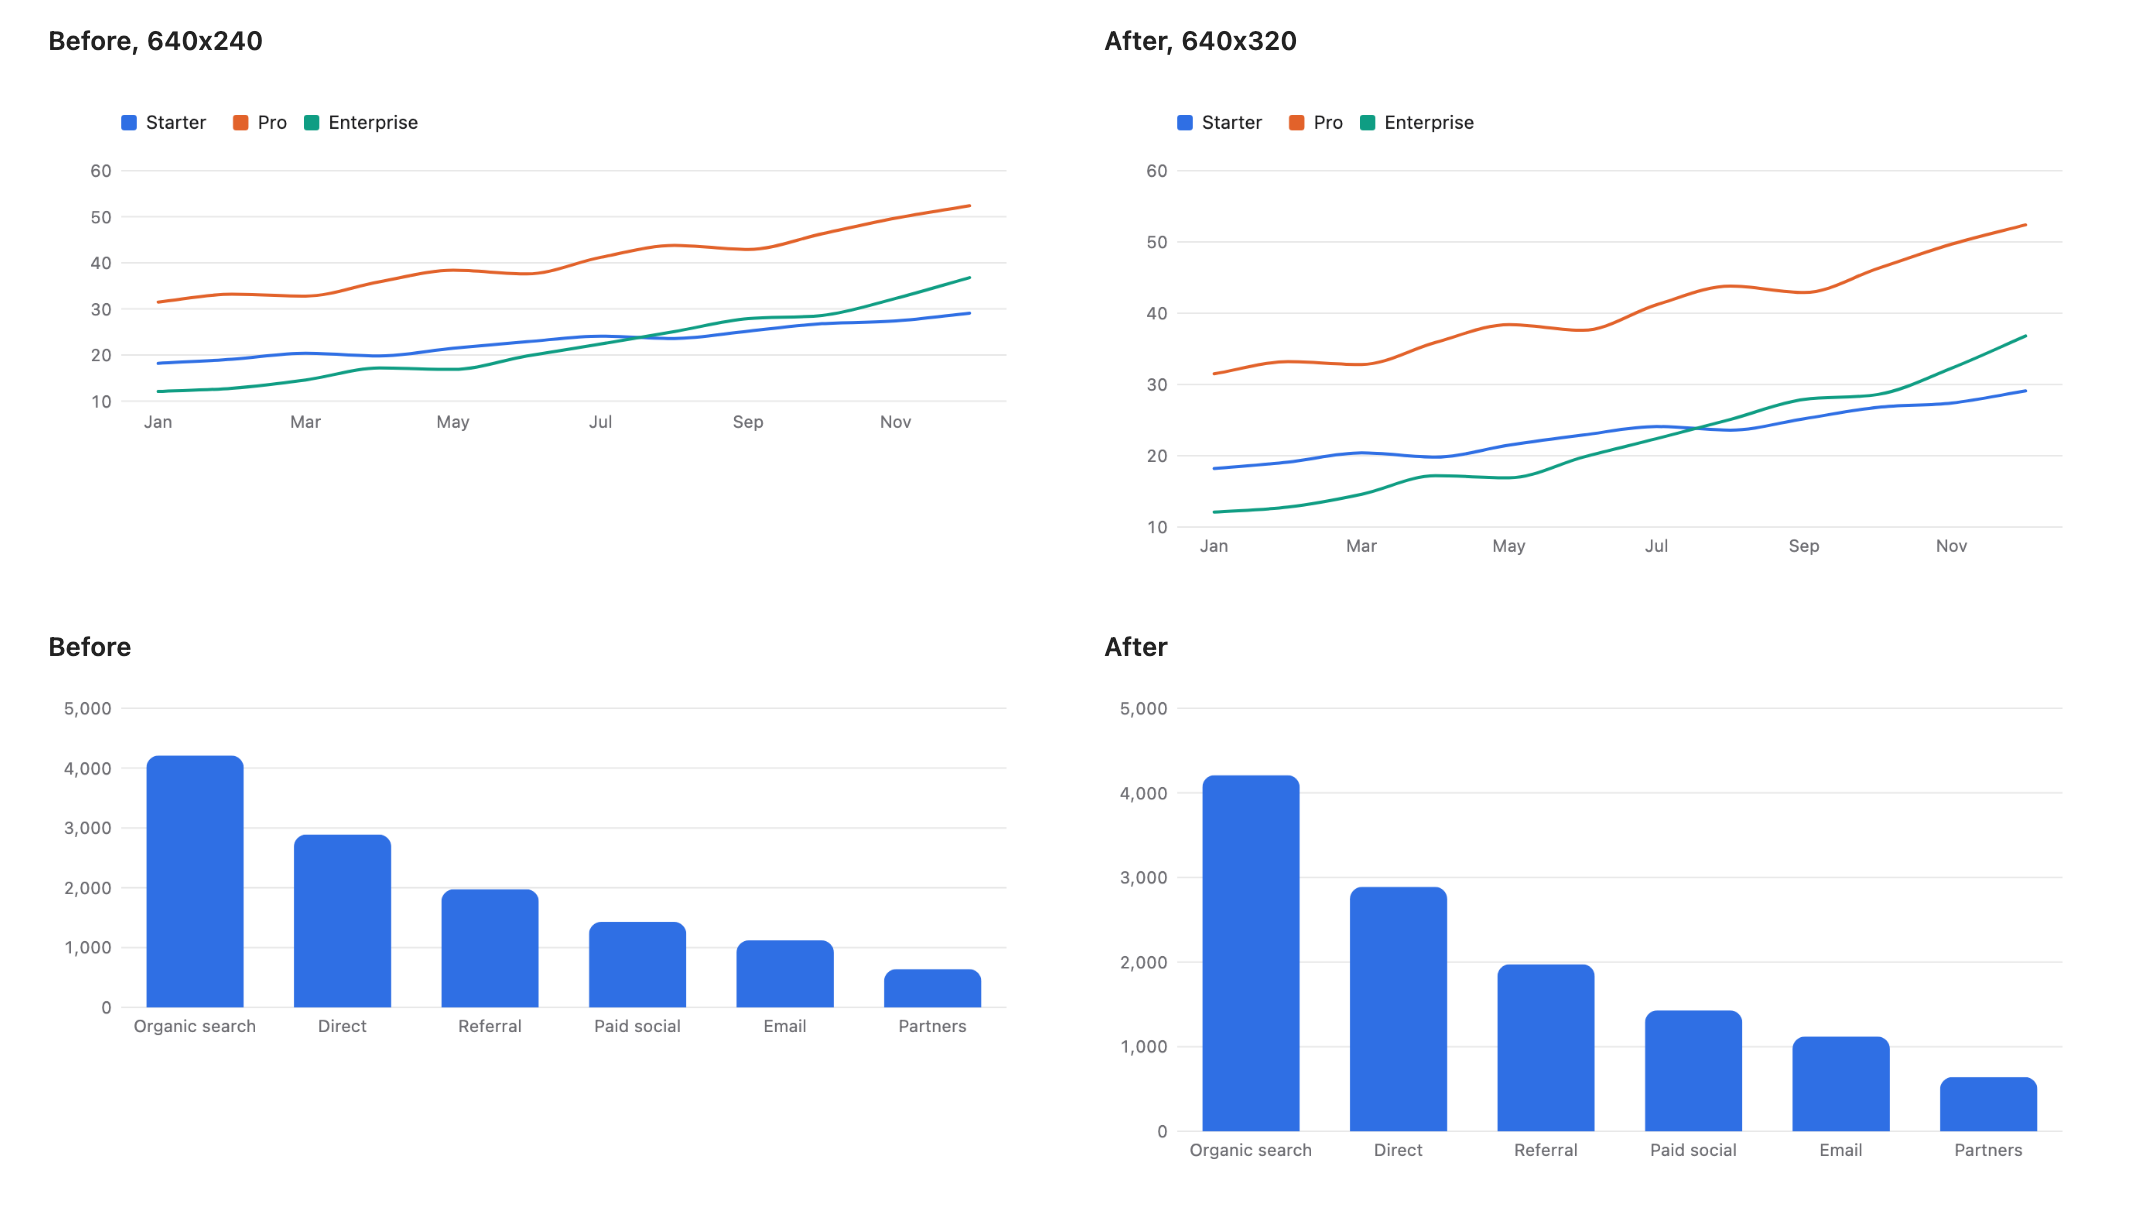 Before, 640x240
Starter Pro Enterprise
60
50
40
30
20
10
Jan Mar May Jul Sep Nov
After, 640x320
Starter Pro Enterprise
60
50
40
30
20
10
Jan Mar May Jul Sep Nov
Before
5,000
4,000
3,000
2,000
1,000
0
Organic search Direct Referral Paid social Email Partners
After
5,000
4,000
3,000
2,000
1,000
0
Organic search Direct Referral Paid social Email Partners